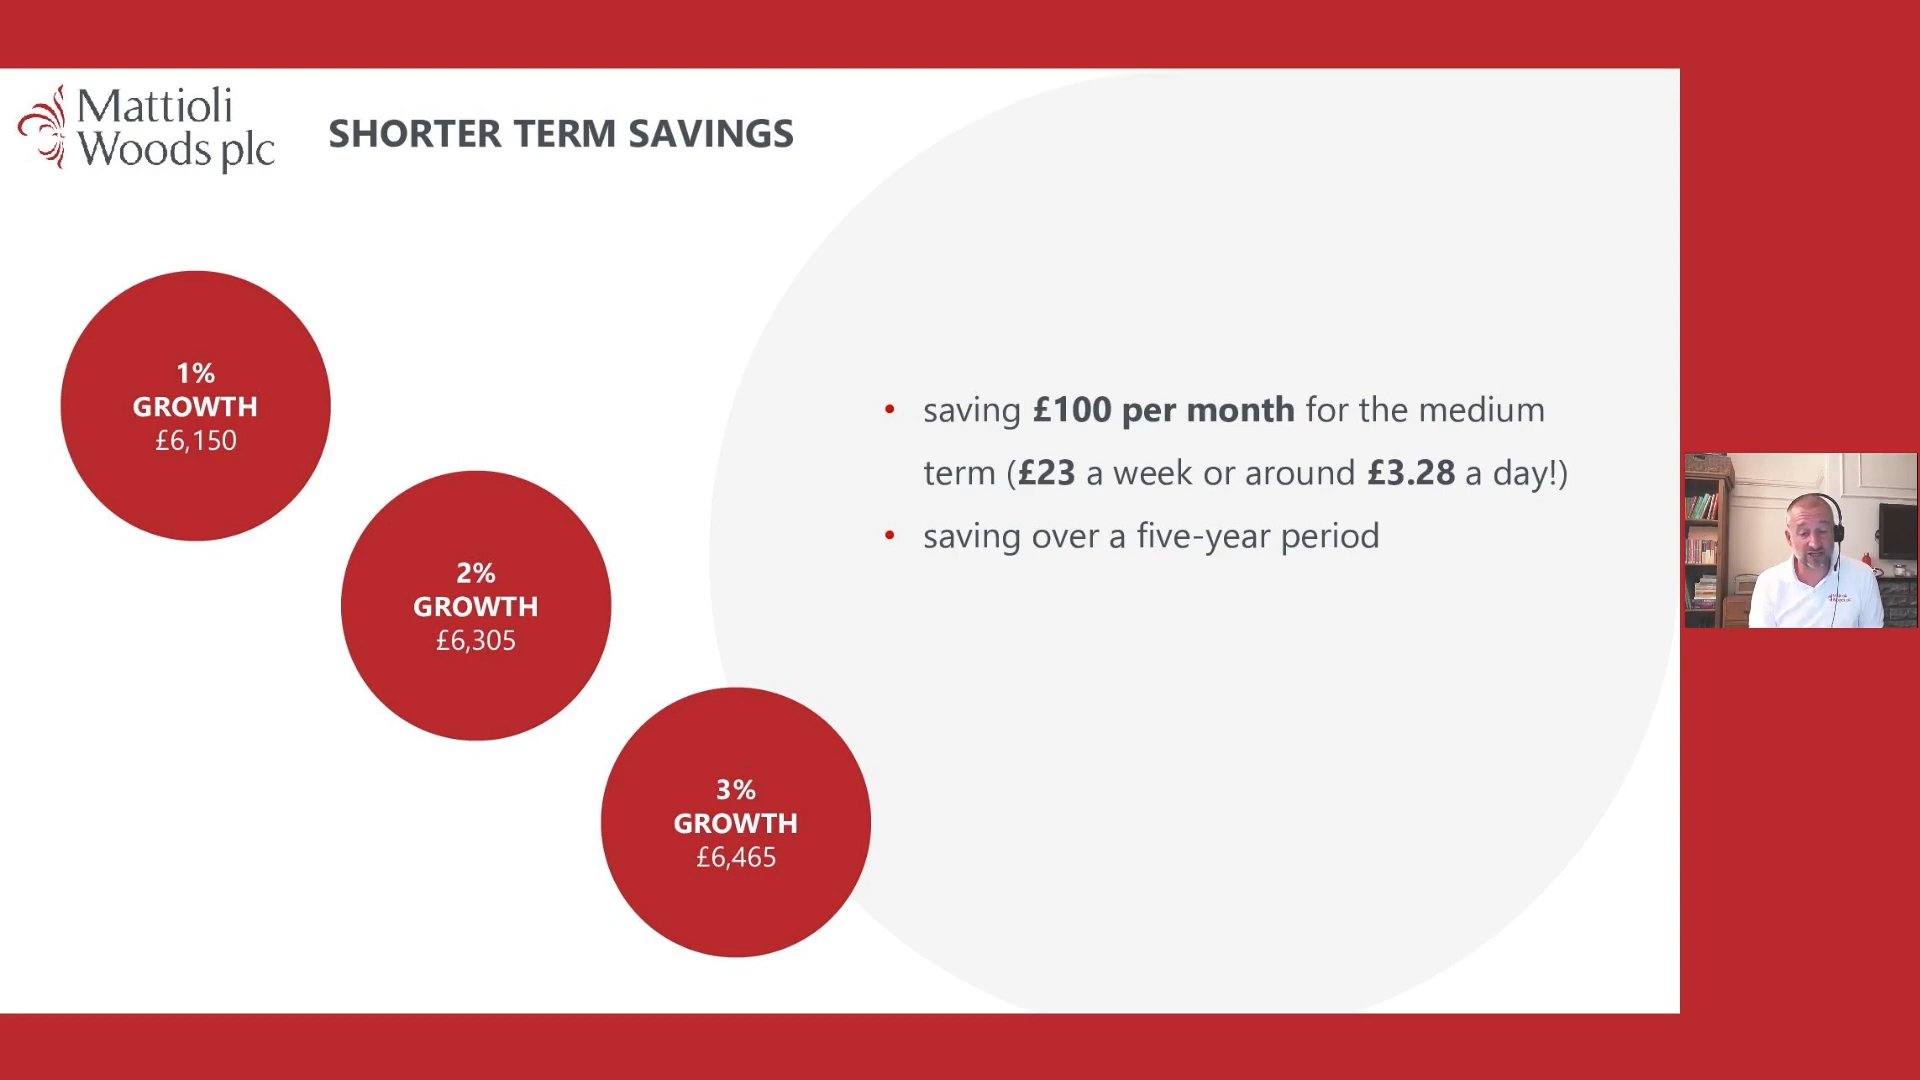 Mattioli
Woods plc
SHORTER TERM SAVINGS
1%
GROWTH
£6,150
2%
GROWTH
£6,305
3%
GROWTH
£6,465
• saving £100 per month for the medium
term (£23 a week or around £3.28 a day!)
• saving over a five-year period